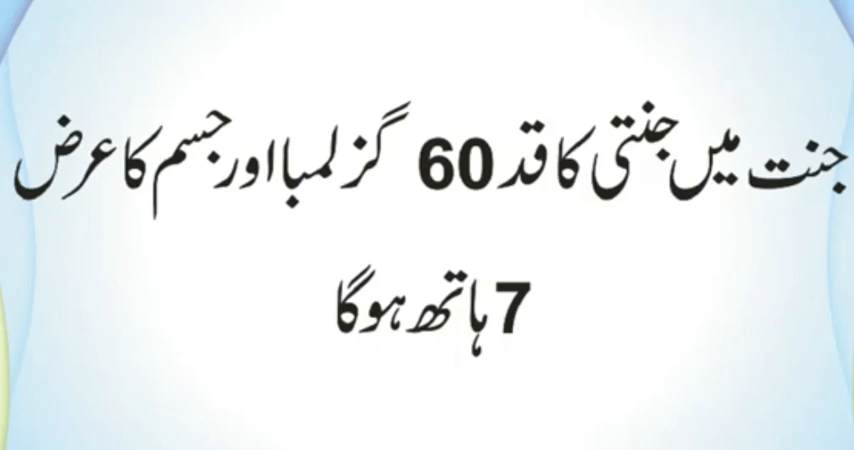 جنت میں جنتی کا قد 60 گز لمبا اور جسم کا عرض
7 ہاتھ ہوگا